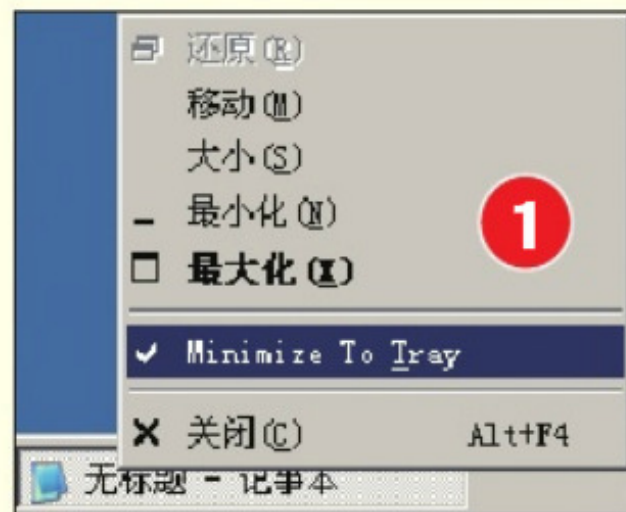 还原(R)
移动(M)
大小(S)
最小化(N)
1
最大化(X)
Minimize To Tray
关闭(C) Alt+F4
无标题 - 记事本